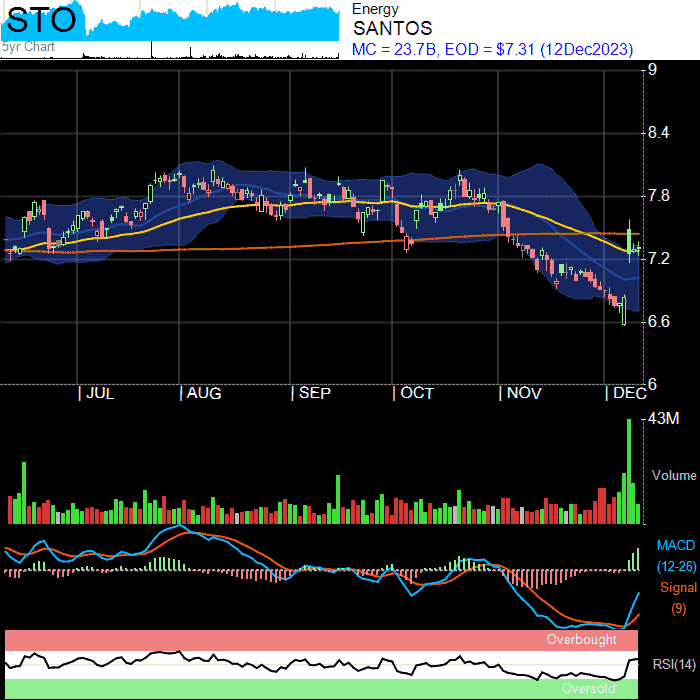 STO
5yr Chart
Energy
SANTOS
MC = 23.7B, EOD = $7.31 (12Dec2023)
9
8.4
7.8
7.2
6.6
6
| JUL | AUG | SEP | OCT | NOV | DEC
43M
Volume
MACD
(12-26)
Signal
(9)
Overbought
RSI(14)
Oversold